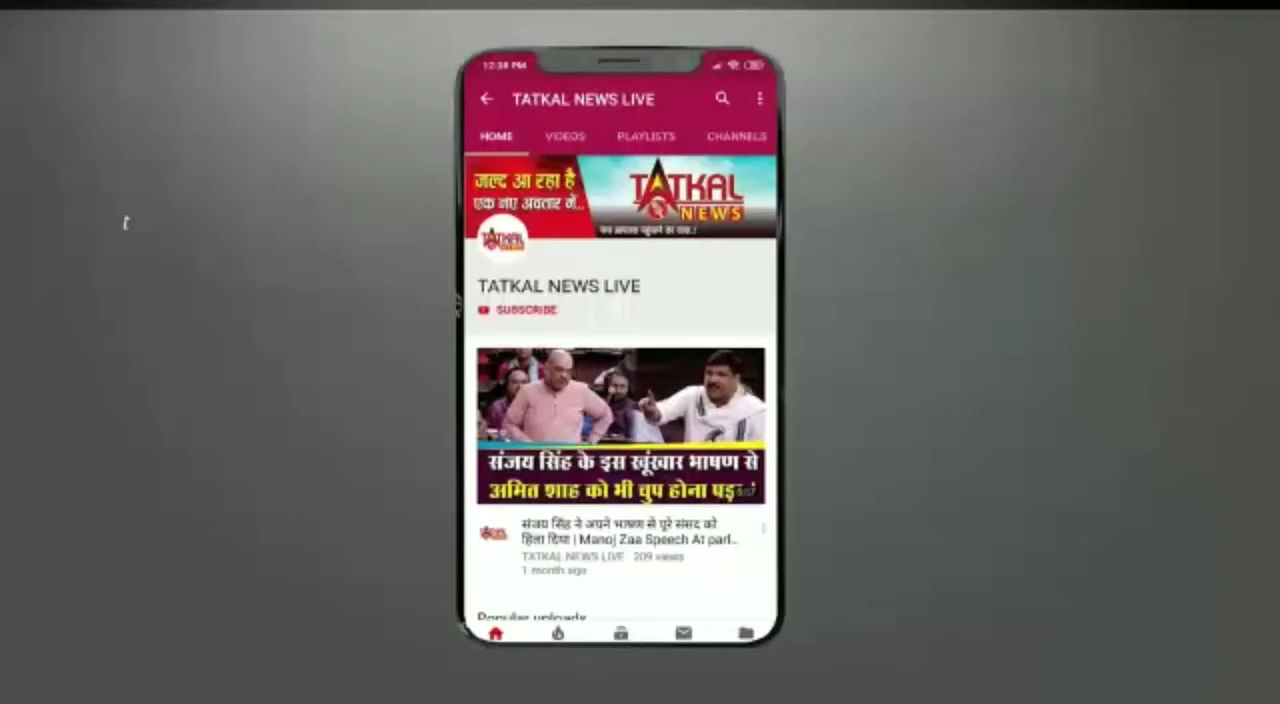 t
12:38 PM
TATKAL NEWS LIVE
HOME VIDEOS PLAYLISTS CHANNELS
जल्द आ रहा है
एक नए अवतार में..
TATKAL
NEWS
TATKAL
TATKAL NEWS LIVE
SUBSCRIBE
संजय सिंह के इस खूंखार भाषण से
अमित शाह को भी चुप होना पड़
संजय सिंह ने अपने भाषण से पूरे संसद को
हिला दिया | Manoj Zaa Speech At parl...
TATKAL NEWS LIVE 209 views
1 month ago
Popular uploads